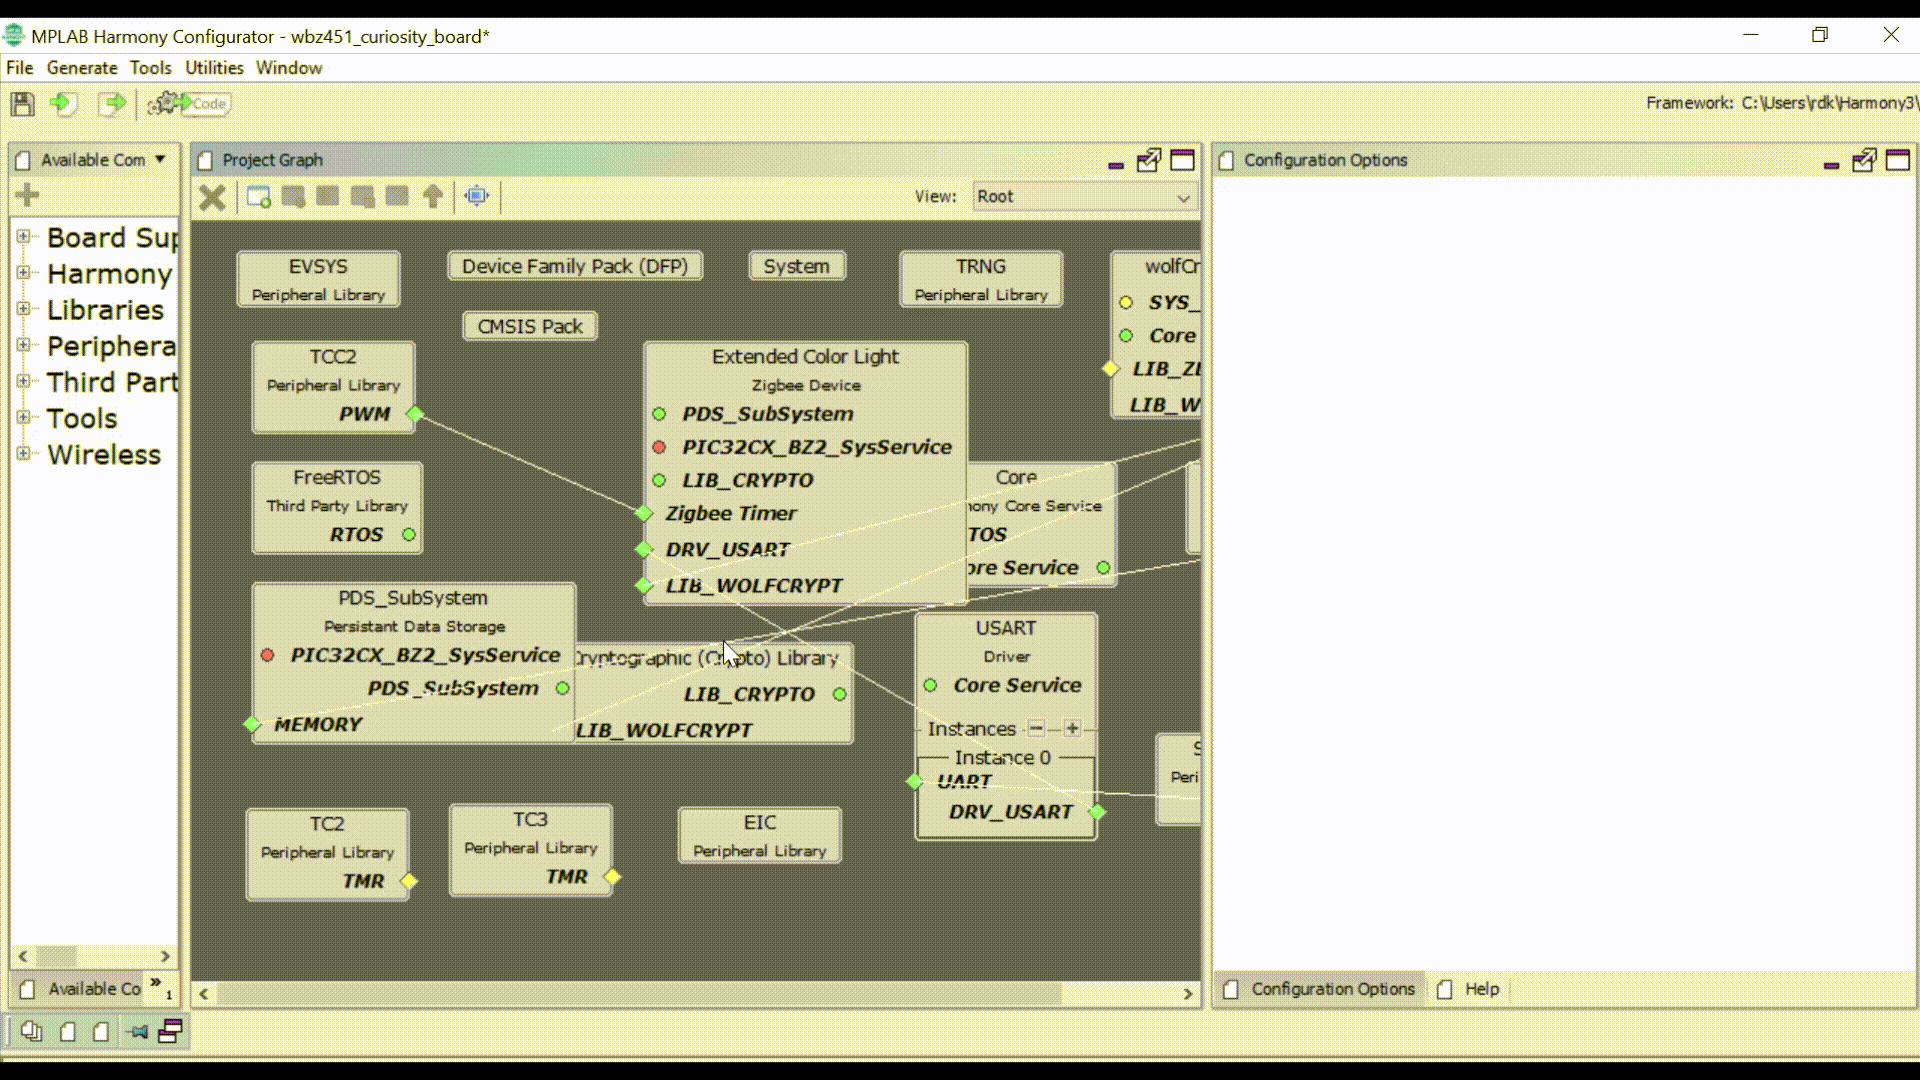 MPLAB Harmony Configurator - wbz451_curiosity_board*
File Generate Tools Utilities Window
Code
Framework: C:\Users\rdk\Harmony3\
Available Com
Project Graph
Configuration Options
View: Root
Board Sup
Harmony
Libraries
Periphera
Third Part
Tools
Wireless
EVSYS
Peripheral Library
Device Family Pack (DFP)
System
TRNG
Peripheral Library
wolfCr
SYS_
Core
LIB_ZE
LIB_W
CMSIS Pack
TCC2
Peripheral Library
PWM
Extended Color Light
Zigbee Device
PDS_SubSystem
PIC32CX_BZ2_SysService
LIB_CRYPTO
Zigbee Timer
DRV_USART
LIB_WOLFCRYPT
FreeRTOS
Third Party Library
RTOS
Core
nony Core Service
TOS
ore Service
PDS_SubSystem
Persistant Data Storage
PIC32CX_BZ2_SysService
PDS_SubSystem
MEMORY
Cryptographic (Crypto) Library
LIB_CRYPTO
LIB_WOLFCRYPT
USART
Driver
Core Service
Instances
Instance 0
UART
DRV_USART
S
Peri
TC2
Peripheral Library
TMR
TC3
Peripheral Library
TMR
EIC
Peripheral Library
Available Co
» 1
Configuration Options
Help